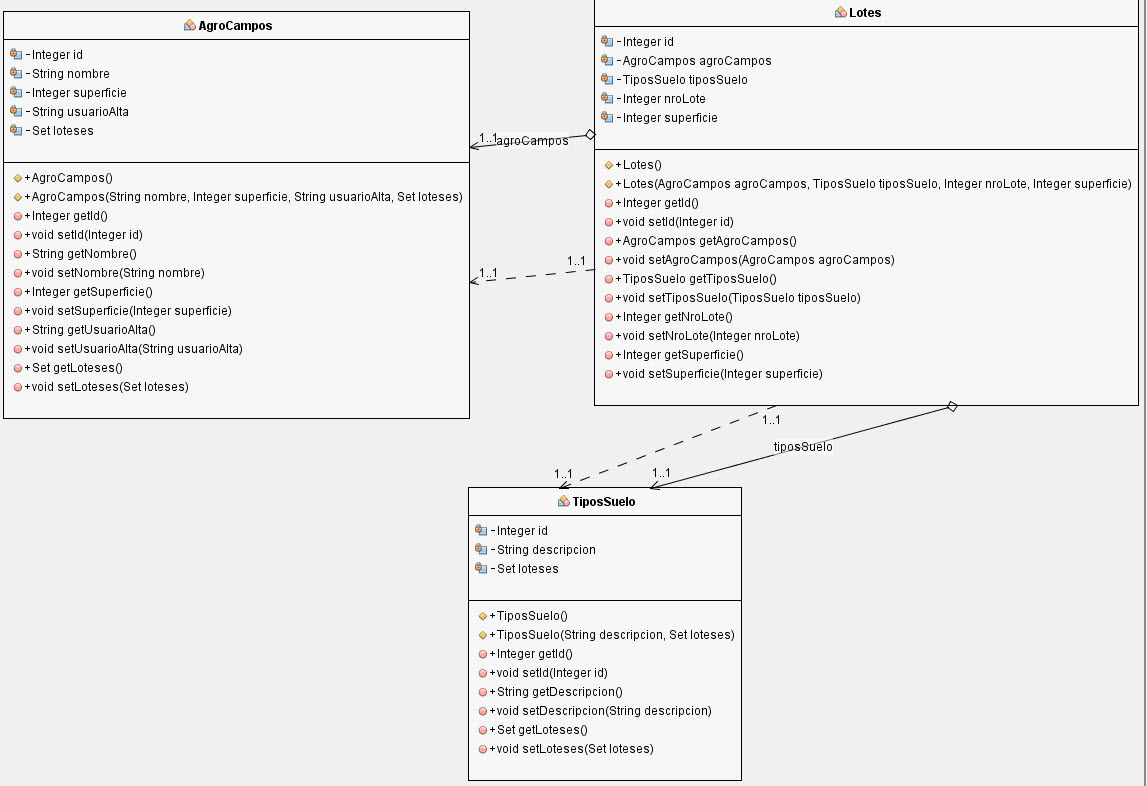 AgroCampos
-Integer id
-String nombre
-Integer superficie
-String usuarioAlta
-Set loteses
+AgroCampos()
+AgroCampos(String nombre, Integer superficie, String usuarioAlta, Set loteses)
+Integer getId()
+void setId(Integer id)
+String getNombre()
+void setNombre(String nombre)
+Integer getSuperficie()
+void setSuperficie(Integer superficie)
+String getUsuarioAlta()
+void setUsuarioAlta(String usuarioAlta)
+Set getLoteses()
+void setLoteses(Set loteses)
1..1
agroCampos
1..1
1..1
Lotes
-Integer id
-AgroCampos agroCampos
-TiposSuelo tiposSuelo
-Integer nroLote
-Integer superficie
+Lotes()
+Lotes(AgroCampos agroCampos, TiposSuelo tiposSuelo, Integer nroLote, Integer superficie)
+Integer getId()
+void setId(Integer id)
+AgroCampos getAgroCampos()
+void setAgroCampos(AgroCampos agroCampos)
+TiposSuelo getTiposSuelo()
+void setTiposSuelo(TiposSuelo tiposSuelo)
+Integer getNroLote()
+void setNroLote(Integer nroLote)
+Integer getSuperficie()
+void setSuperficie(Integer superficie)
1..1
tiposSuelo
1..1
1..1
TiposSuelo
-Integer id
-String descripcion
-Set loteses
+TiposSuelo()
+TiposSuelo(String descripcion, Set loteses)
+Integer getId()
+void setId(Integer id)
+String getDescripcion()
+void setDescripcion(String descripcion)
+Set getLoteses()
+void setLoteses(Set loteses)